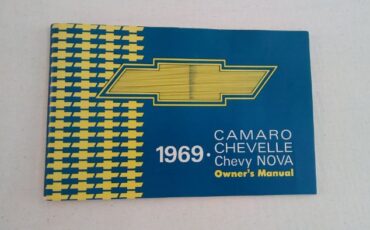 CAMARO
1969 • CHEVELLE
Chevy NOVA
Owner's Manual